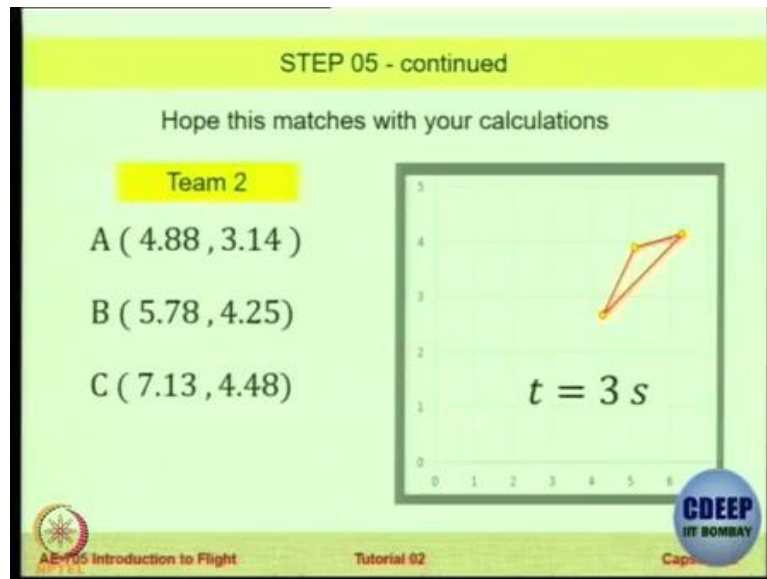 STEP 05 - continued
Hope this matches with your calculations
Team 2
A ( 4.88 , 3.14 )
B ( 5.78 , 4.25)
C ( 7.13 , 4.48)
5
4
3
2
1
0
t = 3 s
0 1 2 3 4 5 6
CDEEP
IIT BOMBAY
NPTEL
Introduction to Flight
Tutorial 02